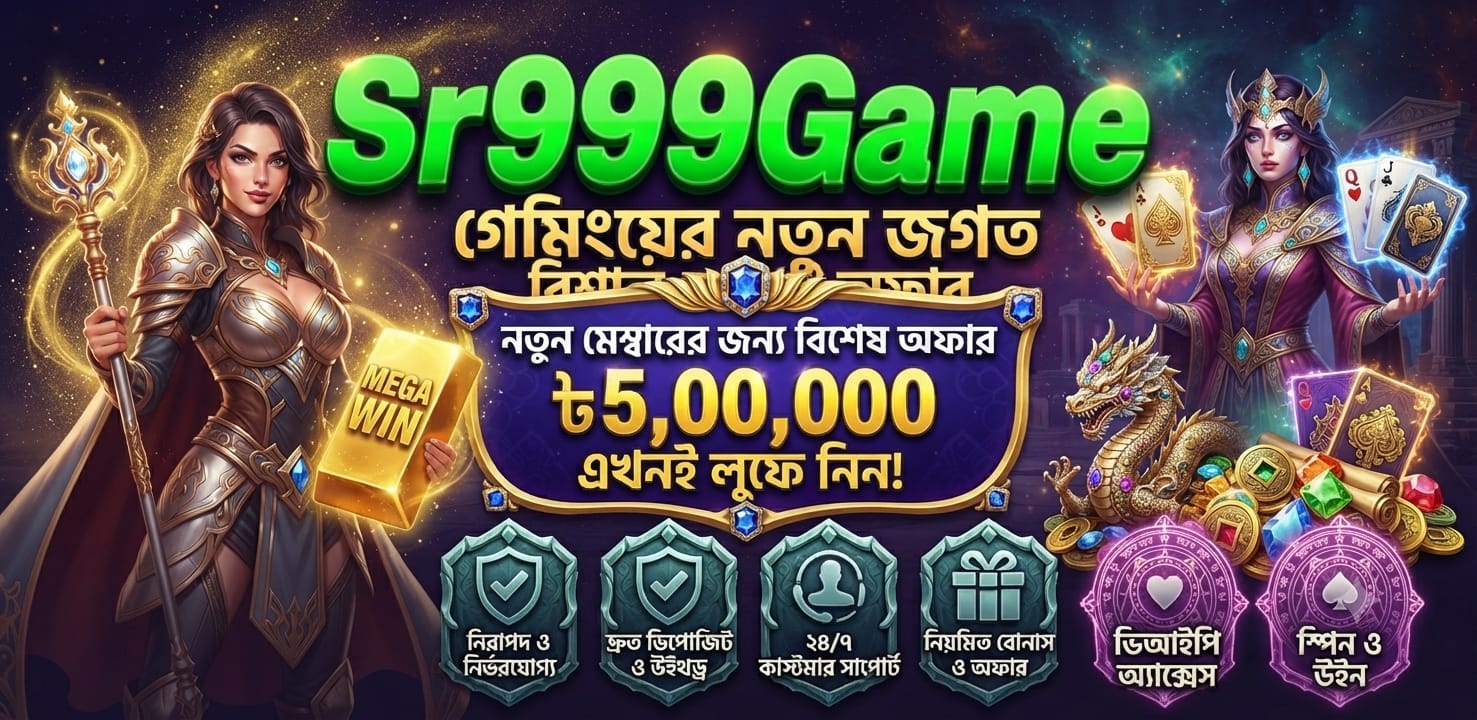 Sr999Game
গেমিংয়ের নতুন জগত
নতুন মেম্বারের জন্য বিশেষ অফার
৳5,00,000
এখনই লুফে নিন!
MEGA
WIN
নিরাপদ ও
নির্ভরযোগ্য
দ্রুত ডিপোজিট
ও উইথড্র
২৪/৭
কাস্টমার সাপোর্ট
নিয়মিত বোনাস
ও অফার
ভিআইপি
অ্যাক্সেস
স্পিন ও
উইন
A
Q
J
Q
A